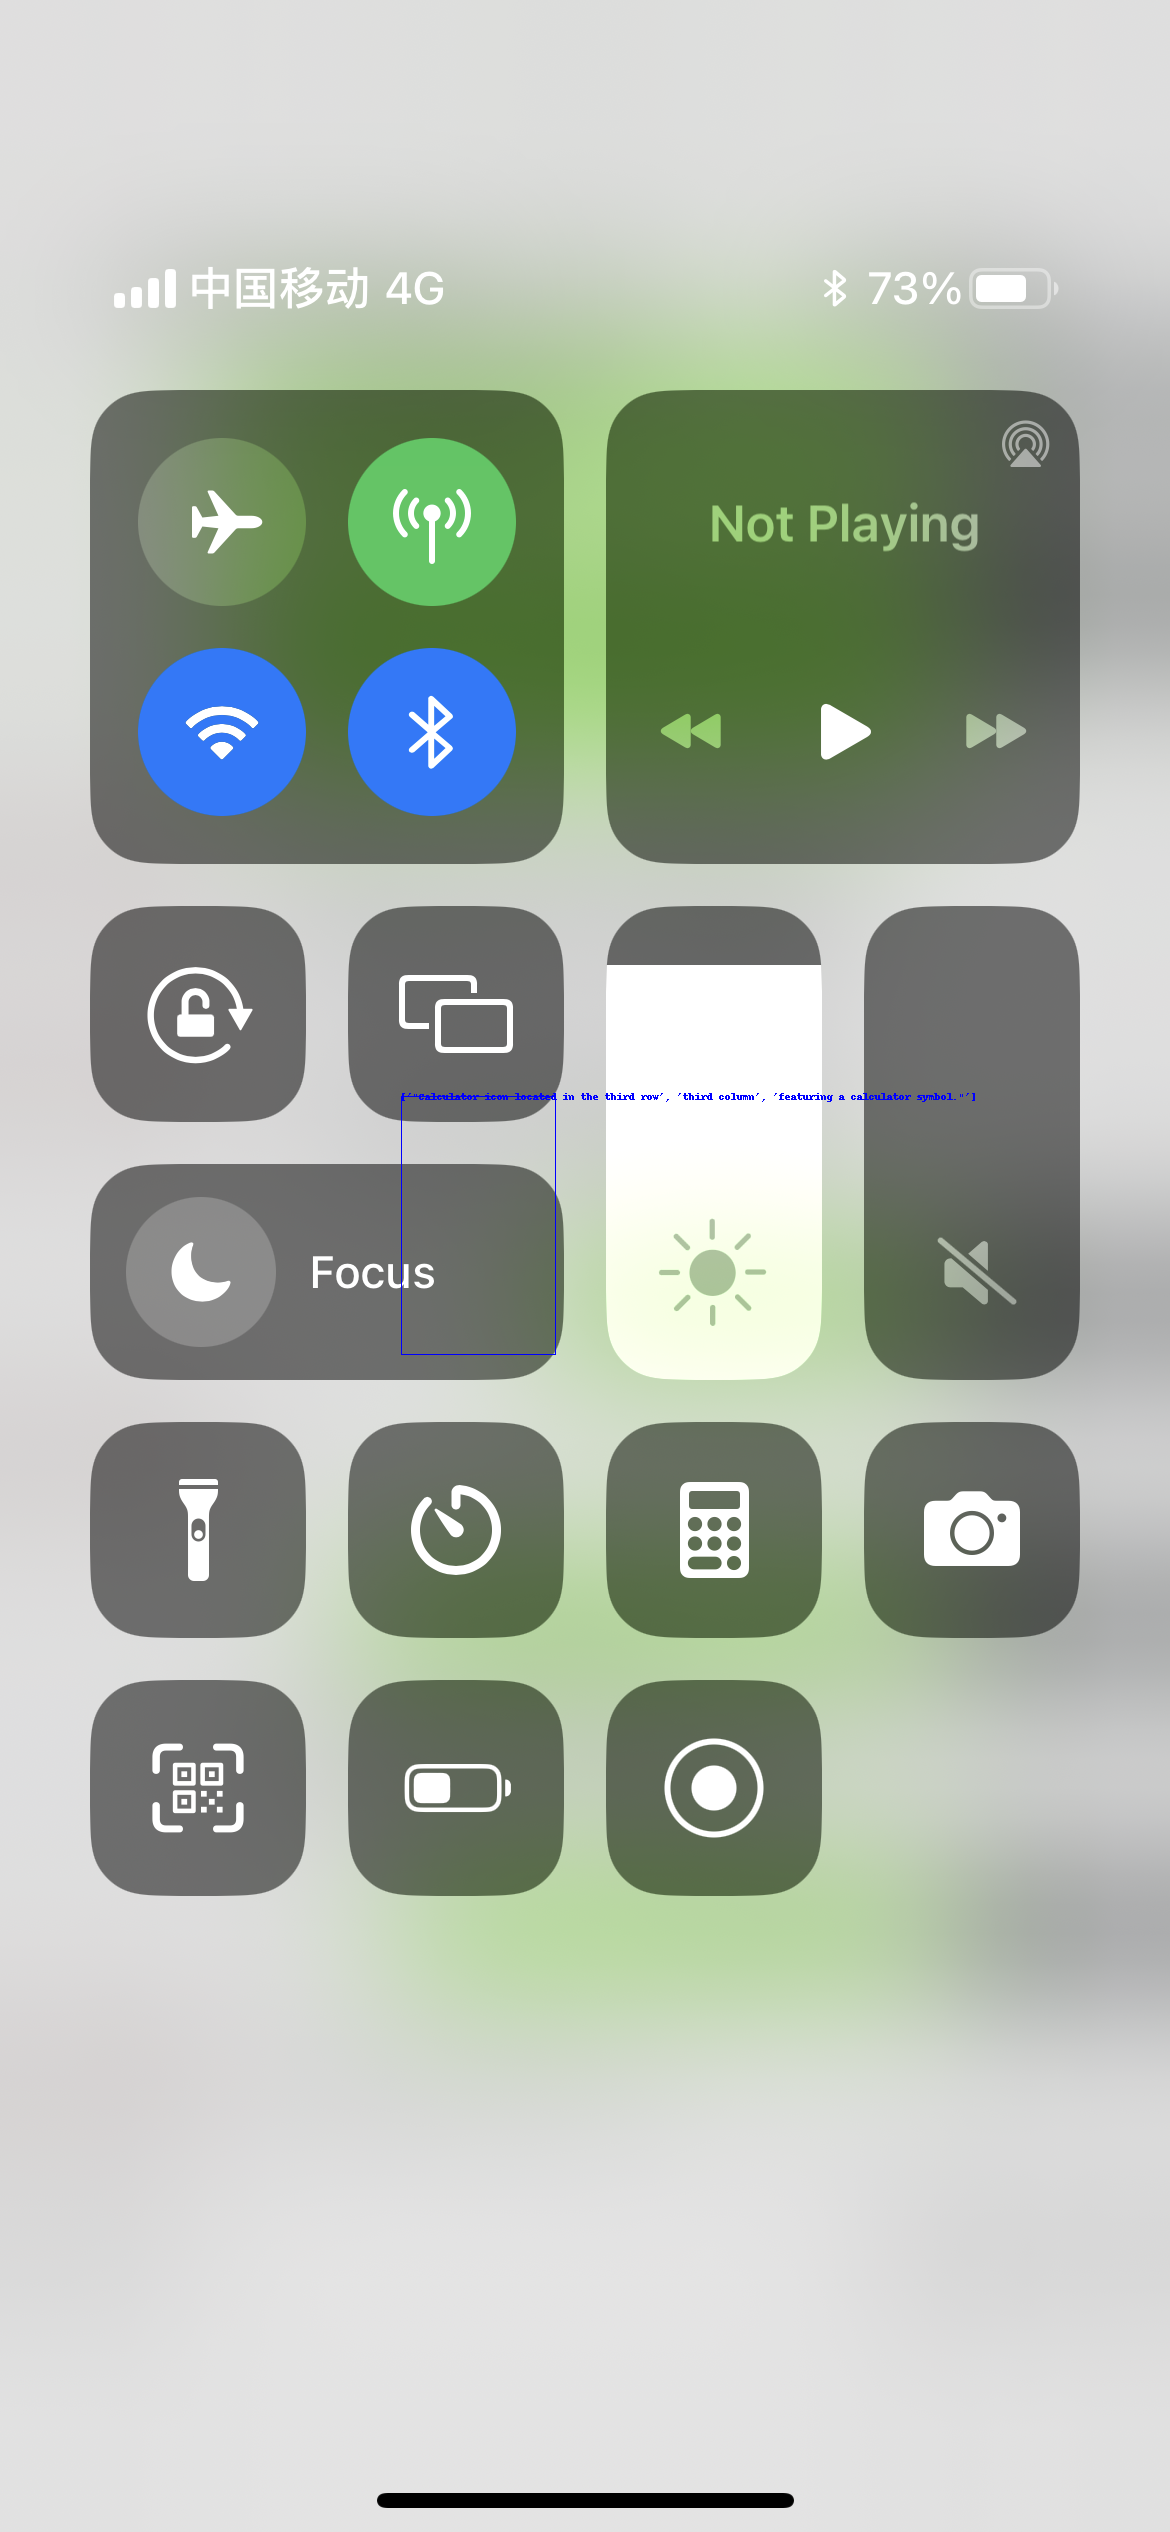 中国移动 4G 73%
Not Playing
['"Calculator icon located in the third row', 'third column', 'featuring a calculator symbol."']
Focus